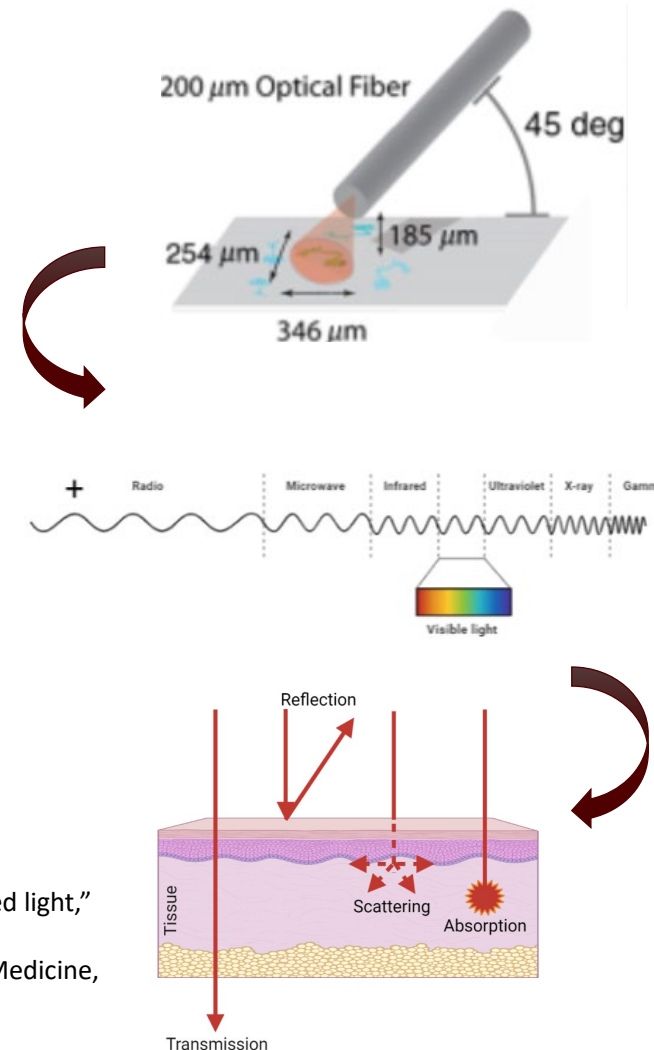 200 μm Optical Fiber
45 deg
254 μm
185 μm
346 μm
+ Radio Microwave Infrared Ultraviolet X-ray Gamm
Visible light
Reflection
Tissue
Scattering
Absorption
Transmission
ed light,”
Medicine,